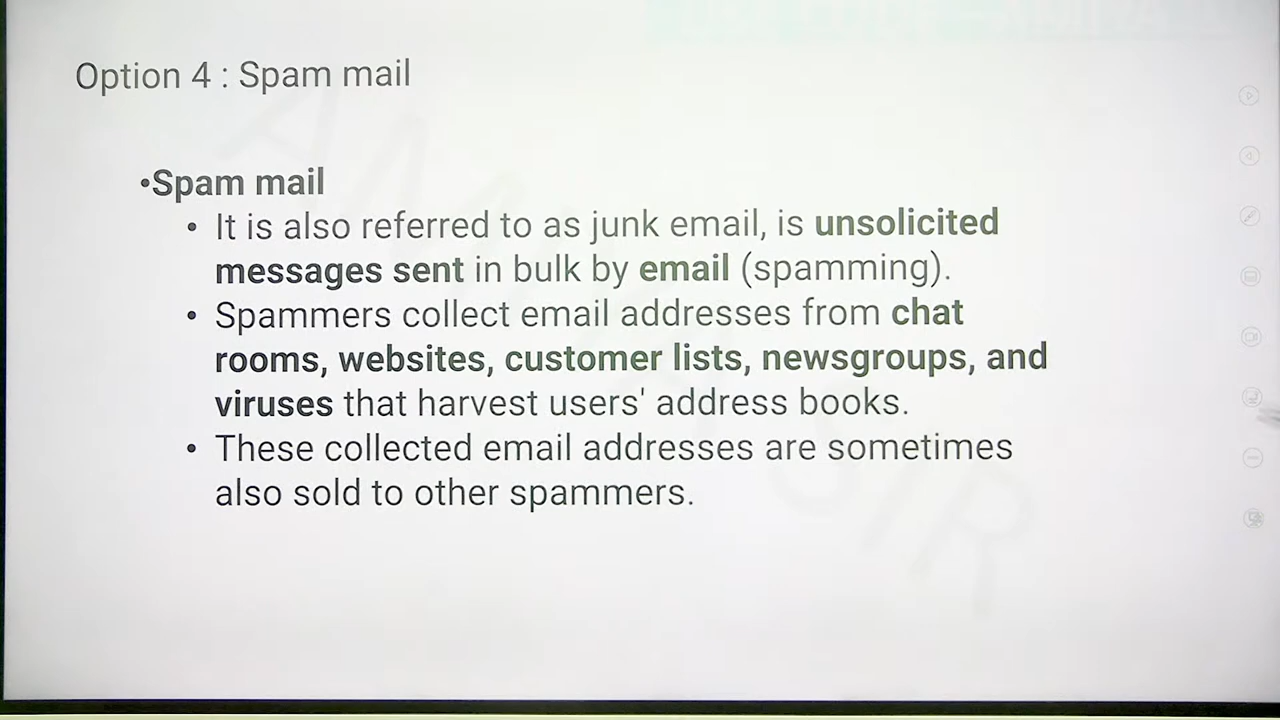 Option 4 : Spam mail
•Spam mail
• It is also referred to as junk email, is unsolicited
messages sent in bulk by email (spamming).
• Spammers collect email addresses from chat
rooms, websites, customer lists, newsgroups, and
viruses that harvest users' address books.
• These collected email addresses are sometimes
also sold to other spammers.